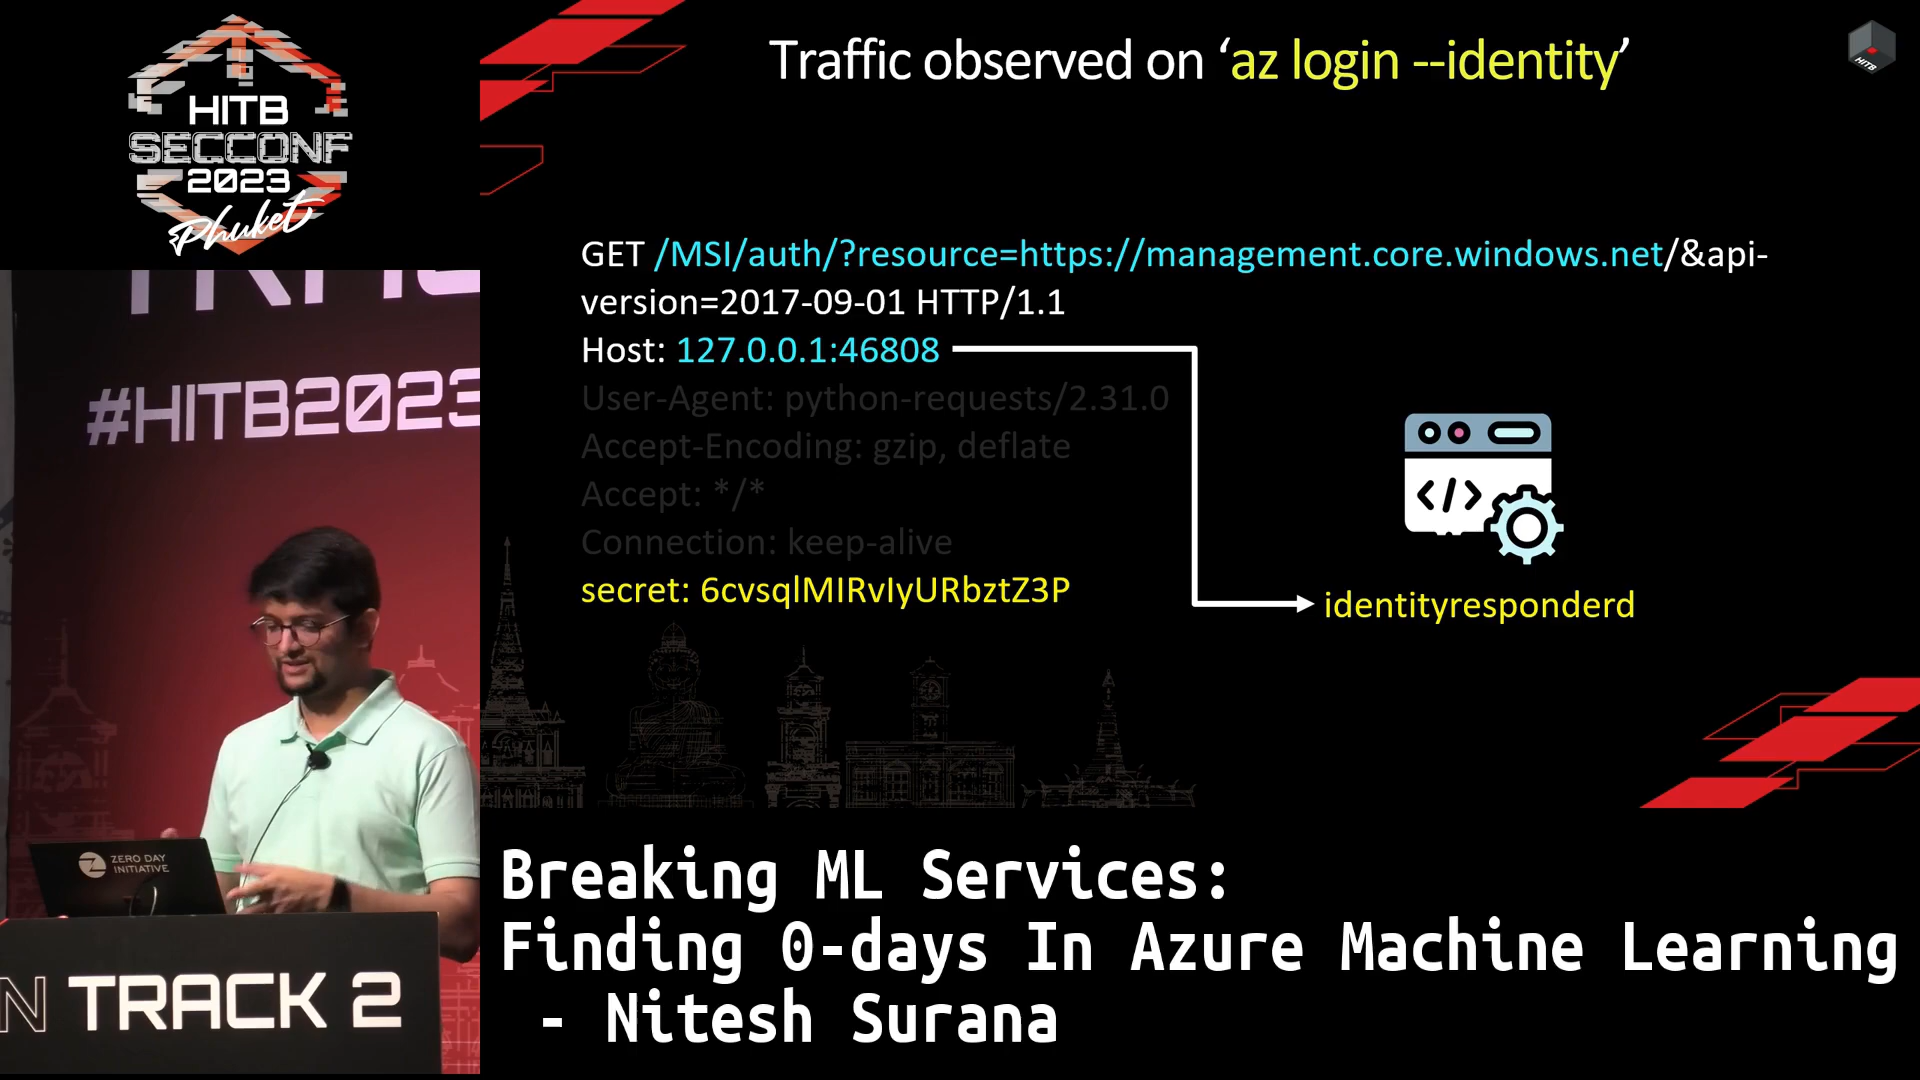 HITB
SECCONF
2023
Phuket
#HITB2023
ZERO DAY
INITIATIVE
N TRACK 2
Traffic observed on ‘az login --identity’
HITB
GET /MSI/auth/?resource=https://management.core.windows.net/&api-
version=2017-09-01 HTTP/1.1
Host: 127.0.0.1:46808
User-Agent: python-requests/2.31.0
Accept-Encoding: gzip, deflate
Accept: */*
Connection: keep-alive
secret: 6cvsqlMIRvIyURbztZ3P
</>
identityresponderd
Breaking ML Services:
Finding 0-days In Azure Machine Learning
- Nitesh Surana